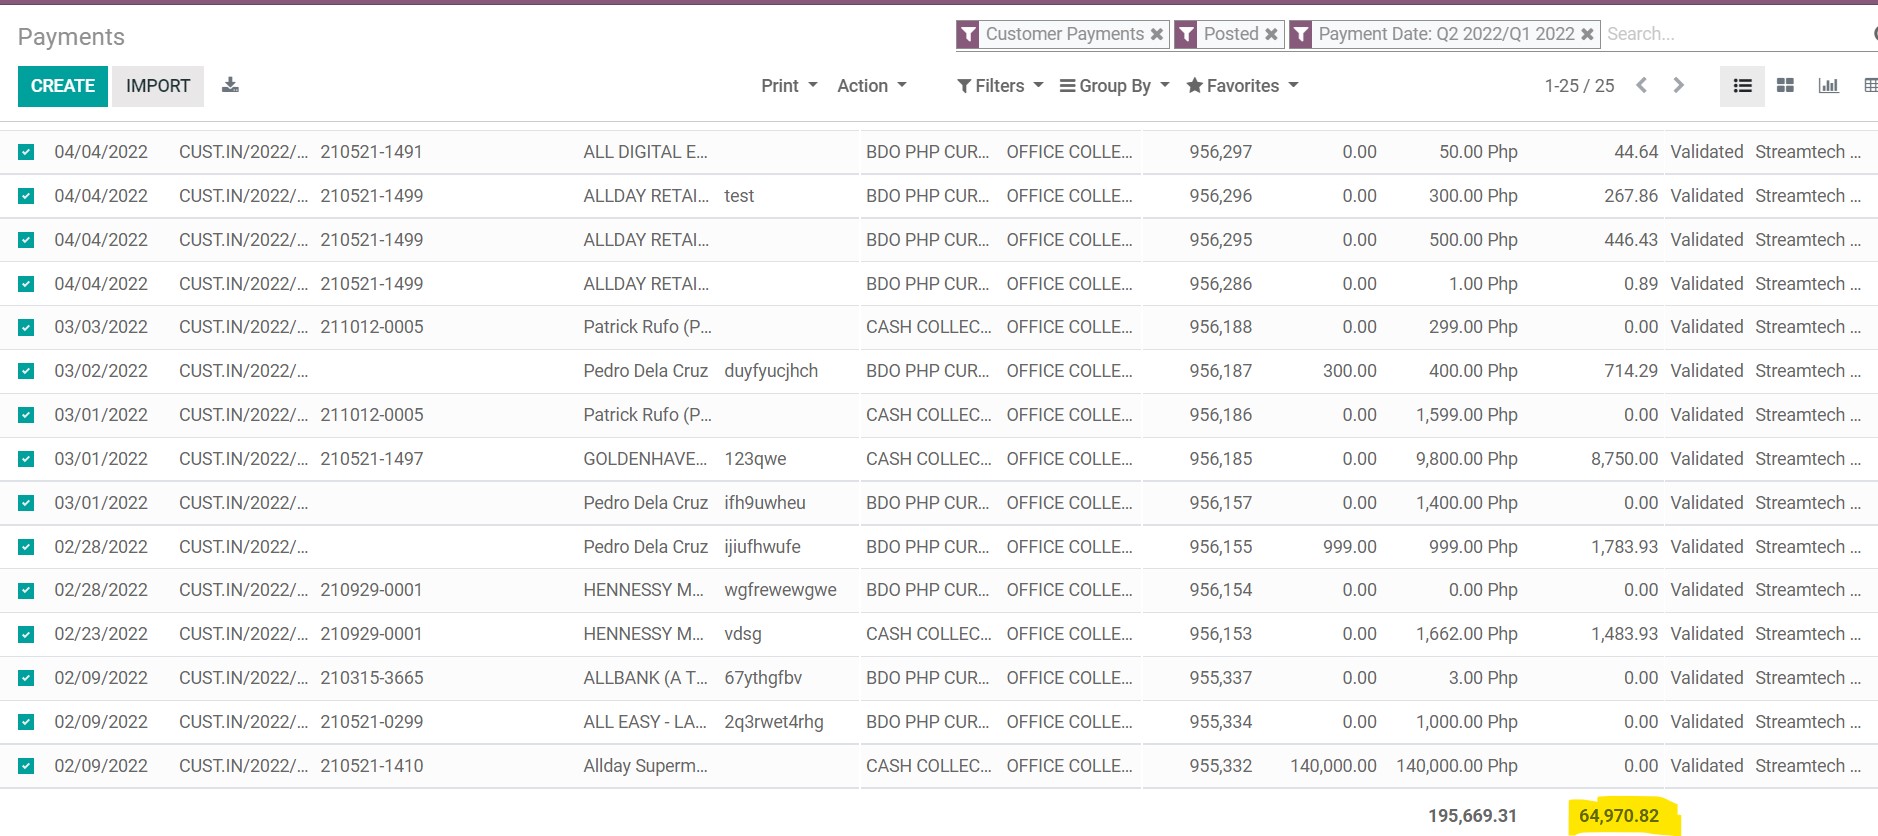 Payments
Customer Payments ✖ Posted ✖ Payment Date: Q2 2022/Q1 2022 ✖ Search...
CREATE IMPORT Print Action Filters Group By Favorites 1-25 / 25
04/04/2022 CUST.IN/2022/... 210521-1491 ALL DIGITAL E... BDO PHP CUR... OFFICE COLLE... 956,297 0.00 50.00 Php 44.64 Validated Streamtech ...
04/04/2022 CUST.IN/2022/... 210521-1499 ALLDAY RETAI... test BDO PHP CUR... OFFICE COLLE... 956,296 0.00 300.00 Php 267.86 Validated Streamtech ...
04/04/2022 CUST.IN/2022/... 210521-1499 ALLDAY RETAI... BDO PHP CUR... OFFICE COLLE... 956,295 0.00 500.00 Php 446.43 Validated Streamtech ...
04/04/2022 CUST.IN/2022/... 210521-1499 ALLDAY RETAI... BDO PHP CUR... OFFICE COLLE... 956,286 0.00 1.00 Php 0.89 Validated Streamtech ...
03/03/2022 CUST.IN/2022/... 211012-0005 Patrick Rufo (P... CASH COLLEC... OFFICE COLLE... 956,188 0.00 299.00 Php 0.00 Validated Streamtech ...
03/02/2022 CUST.IN/2022/... Pedro Dela Cruz duyfyucjhch BDO PHP CUR... OFFICE COLLE... 956,187 300.00 400.00 Php 714.29 Validated Streamtech ...
03/01/2022 CUST.IN/2022/... 211012-0005 Patrick Rufo (P... CASH COLLEC... OFFICE COLLE... 956,186 0.00 1,599.00 Php 0.00 Validated Streamtech ...
03/01/2022 CUST.IN/2022/... 210521-1497 GOLDENHAVE... 123qwe CASH COLLEC... OFFICE COLLE... 956,185 0.00 9,800.00 Php 8,750.00 Validated Streamtech ...
03/01/2022 CUST.IN/2022/... Pedro Dela Cruz ifh9uwheu BDO PHP CUR... OFFICE COLLE... 956,157 0.00 1,400.00 Php 0.00 Validated Streamtech ...
02/28/2022 CUST.IN/2022/... Pedro Dela Cruz ijiufhwufe BDO PHP CUR... OFFICE COLLE... 956,155 999.00 999.00 Php 1,783.93 Validated Streamtech ...
02/28/2022 CUST.IN/2022/... 210929-0001 HENNESSY M... wgfrewewgwe BDO PHP CUR... OFFICE COLLE... 956,154 0.00 0.00 Php 0.00 Validated Streamtech ...
02/23/2022 CUST.IN/2022/... 210929-0001 HENNESSY M... vdsg CASH COLLEC... OFFICE COLLE... 956,153 0.00 1,662.00 Php 1,483.93 Validated Streamtech ...
02/09/2022 CUST.IN/2022/... 210315-3665 ALLBANK (A T... 67ythgfbv BDO PHP CUR... OFFICE COLLE... 955,337 0.00 3.00 Php 0.00 Validated Streamtech ...
02/09/2022 CUST.IN/2022/... 210521-0299 ALL EASY - LA... 2q3rwet4rhg BDO PHP CUR... OFFICE COLLE... 955,334 0.00 1,000.00 Php 0.00 Validated Streamtech ...
02/09/2022 CUST.IN/2022/... 210521-1410 Allday Superm... CASH COLLEC... OFFICE COLLE... 955,332 140,000.00 140,000.00 Php 0.00 Validated Streamtech ...
195,669.31 64,970.82